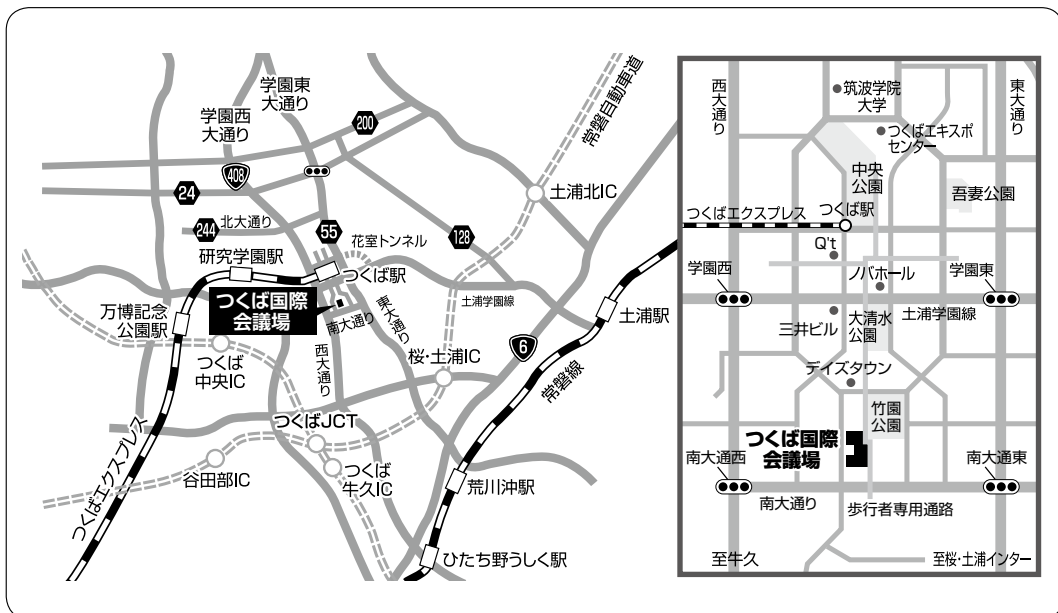 学園東
大通り
学園西
大通り
200
常磐自動車道
408
24
土浦北IC
244
北大通り
55
花室トンネル
128
研究学園駅
つくば駅
つくば国際
会議場
万博記念
公園駅
南大通り
東大通り
土浦学園線
土浦駅
つくば
中央IC
西大通り
桜・土浦IC
6
常磐線
つくばJCT
つくばエクスプレス
谷田部IC
つくば
牛久IC
荒川沖駅
ひたち野うしく駅
西大通り
筑波学院
大学
東大通り
つくばエキスポ
センター
中央
公園
吾妻公園
つくばエクスプレス
つくば駅
Q't
学園西
ノバホール
学園東
三井ビル
大清水
公園
土浦学園線
デイズタウン
竹園
公園
つくば国際
会議場
南大通西
南大通東
南大通り
歩行者専用通路
至牛久
至桜・土浦インター